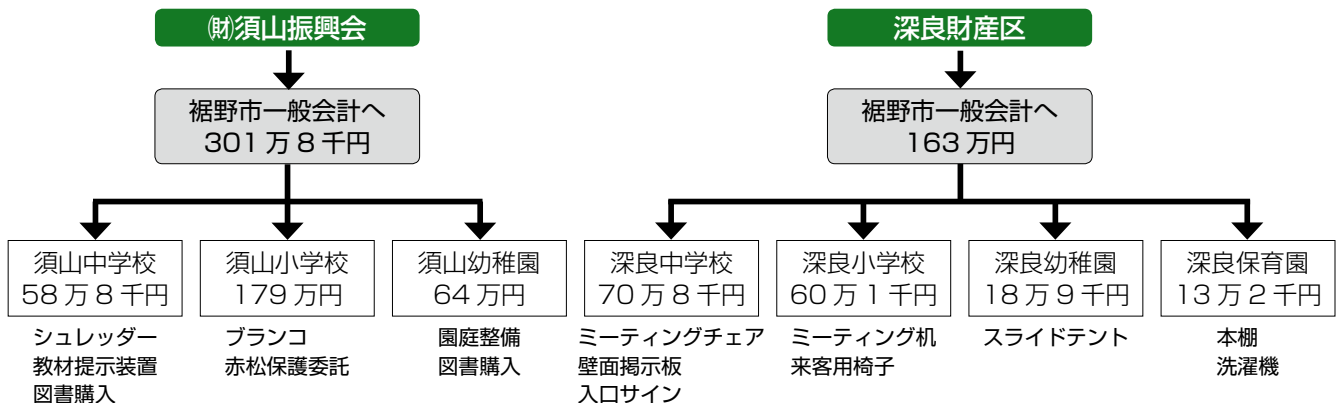 ㈶須山振興会
裾野市一般会計へ
301万8千円
須山中学校
58万8千円
シュレッダー
教材提示装置
図書購入
須山小学校
179万円
ブランコ
赤松保護委託
須山幼稚園
64万円
園庭整備
図書購入
深良財産区
裾野市一般会計へ
163万円
深良中学校
70万8千円
ミーティングチェア
壁面掲示板
入口サイン
深良小学校
60万1千円
ミーティング机
来客用椅子
深良幼稚園
18万9千円
スライドテント
深良保育園
13万2千円
本棚
洗濯機